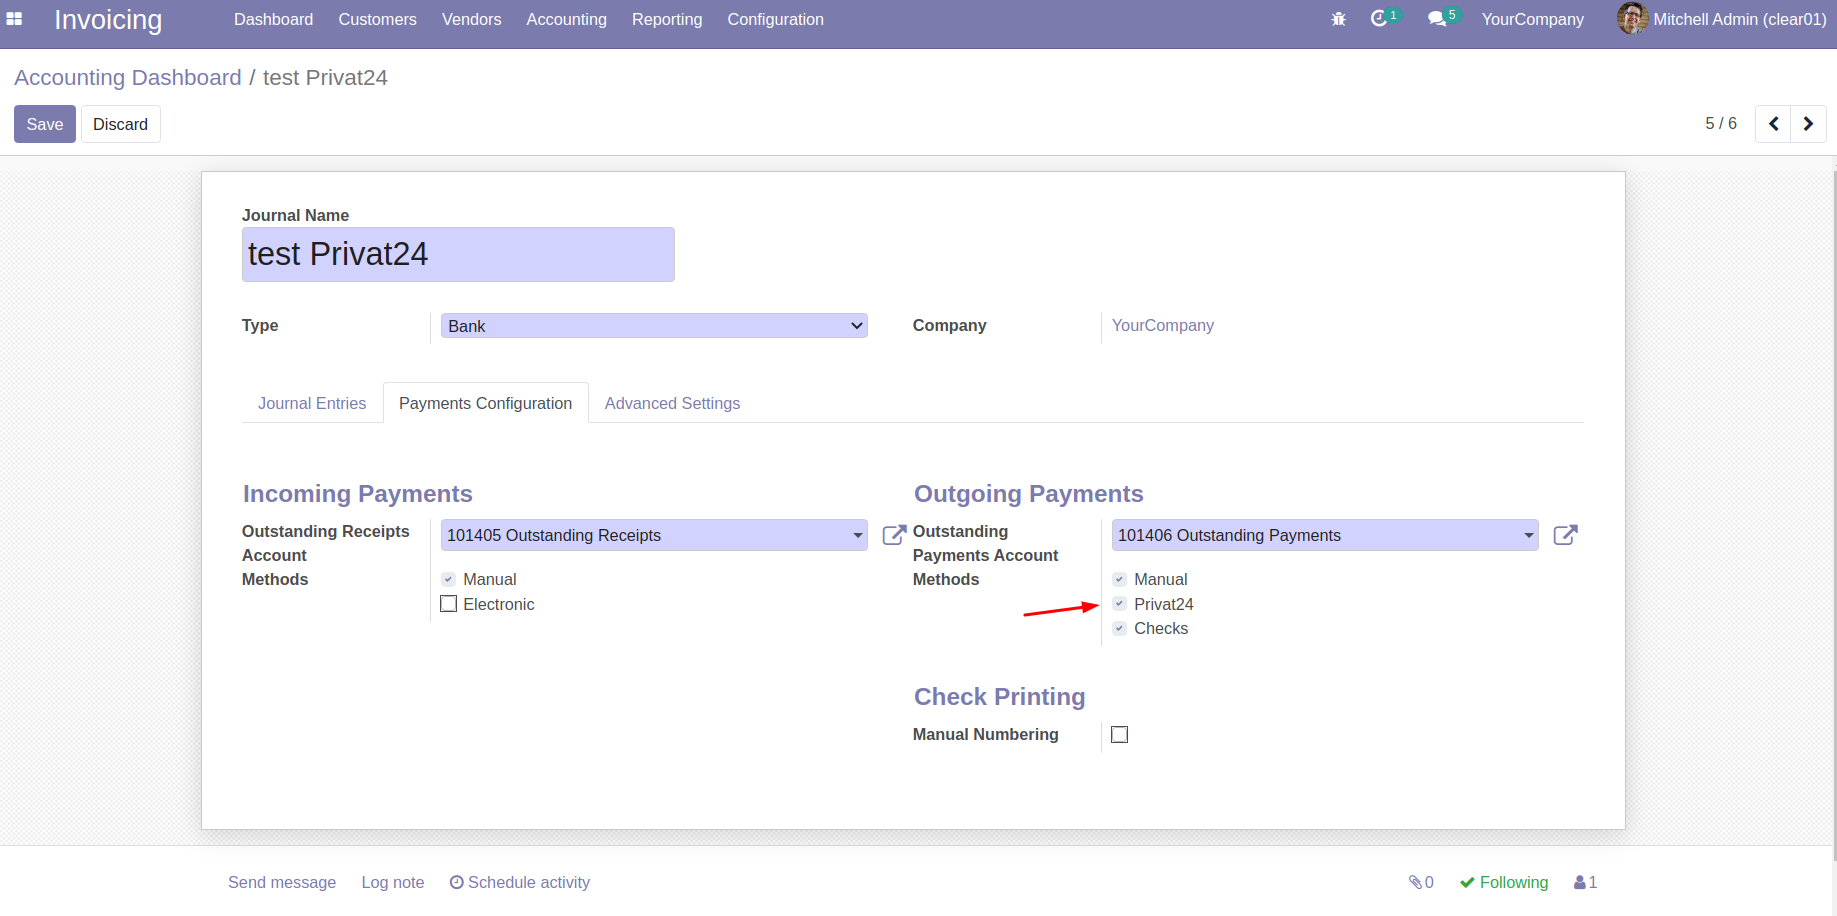 Invoicing Dashboard Customers Vendors Accounting Reporting Configuration 1 5 YourCompany Mitchell Admin (clear01)
Accounting Dashboard / test Privat24
Save Discard 5 / 6
Journal Name
test Privat24
Type Bank Company YourCompany
Journal Entries Payments Configuration Advanced Settings
Incoming Payments Outgoing Payments
Outstanding Receipts Account 101405 Outstanding Receipts Outstanding Payments Account 101406 Outstanding Payments
Methods Manual Methods Manual
Electronic Privat24
Checks
Check Printing
Manual Numbering
Send message Log note Schedule activity 0 Following 1